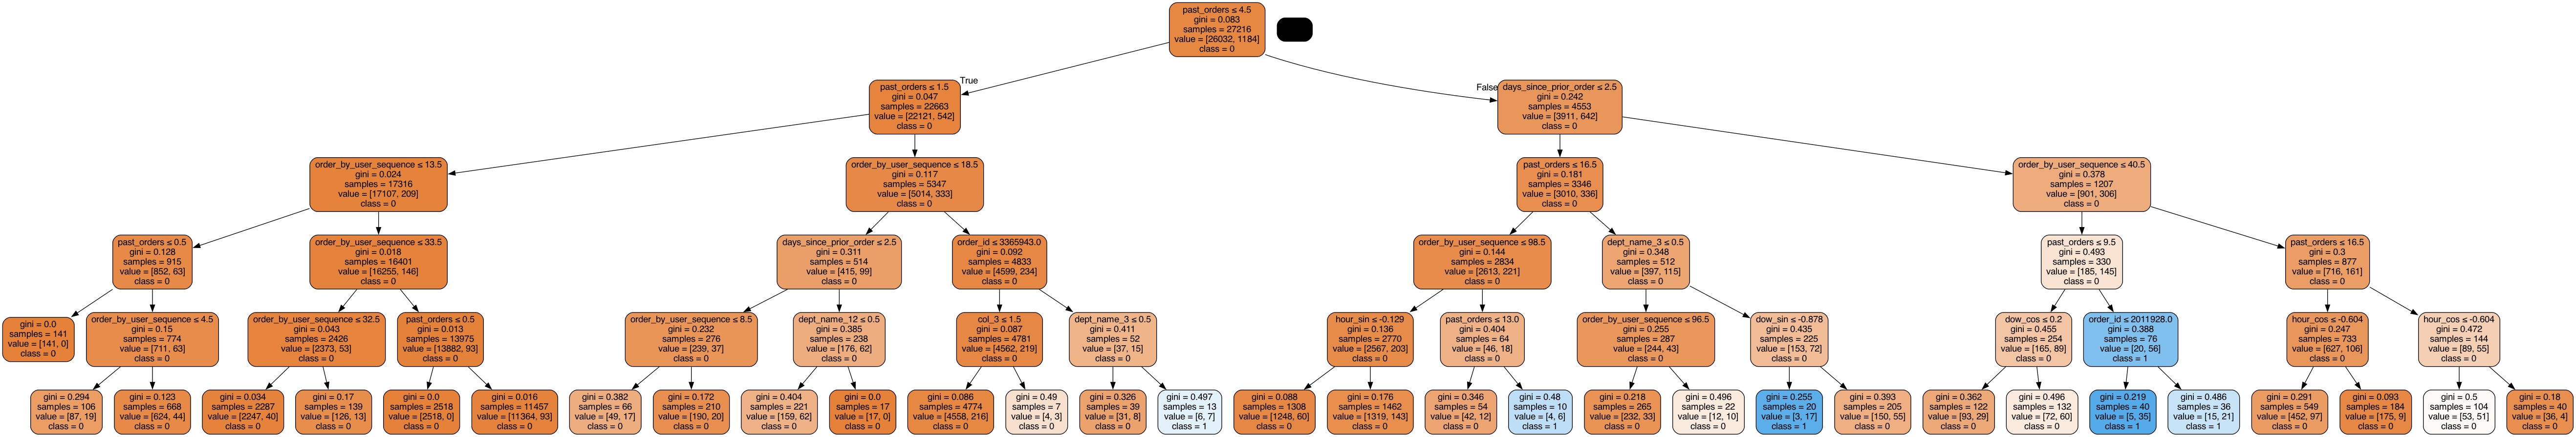 past_orders ≤ 4.5
gini = 0.083
samples = 27216
value = [26032, 1184]
class = 0
True
False
past_orders ≤ 1.5
gini = 0.047
samples = 22663
value = [22121, 542]
class = 0
days_since_prior_order ≤ 2.5
gini = 0.242
samples = 4553
value = [3911, 642]
class = 0
order_by_user_sequence ≤ 13.5
gini = 0.024
samples = 17316
value = [17107, 209]
class = 0
order_by_user_sequence ≤ 18.5
gini = 0.117
samples = 5347
value = [5014, 333]
class = 0
past_orders ≤ 16.5
gini = 0.181
samples = 3346
value = [3010, 336]
class = 0
order_by_user_sequence ≤ 40.5
gini = 0.378
samples = 1207
value = [901, 306]
class = 0
past_orders ≤ 0.5
gini = 0.128
samples = 915
value = [852, 63]
class = 0
order_by_user_sequence ≤ 33.5
gini = 0.018
samples = 16401
value = [16255, 146]
class = 0
days_since_prior_order ≤ 2.5
gini = 0.311
samples = 514
value = [415, 99]
class = 0
order_id ≤ 3365943.0
gini = 0.092
samples = 4833
value = [4599, 234]
class = 0
order_by_user_sequence ≤ 98.5
gini = 0.144
samples = 2834
value = [2613, 221]
class = 0
dept_name_3 ≤ 0.5
gini = 0.348
samples = 512
value = [397, 115]
class = 0
past_orders ≤ 9.5
gini = 0.493
samples = 330
value = [185, 145]
class = 0
past_orders ≤ 16.5
gini = 0.3
samples = 877
value = [716, 161]
class = 0
gini = 0.0
samples = 141
value = [141, 0]
class = 0
order_by_user_sequence ≤ 4.5
gini = 0.15
samples = 774
value = [711, 63]
class = 0
order_by_user_sequence ≤ 32.5
gini = 0.043
samples = 2426
value = [2373, 53]
class = 0
past_orders ≤ 0.5
gini = 0.013
samples = 13975
value = [13882, 93]
class = 0
order_by_user_sequence ≤ 8.5
gini = 0.232
samples = 276
value = [239, 37]
class = 0
dept_name_12 ≤ 0.5
gini = 0.385
samples = 238
value = [176, 62]
class = 0
col_3 ≤ 1.5
gini = 0.087
samples = 4781
value = [4562, 219]
class = 0
dept_name_3 ≤ 0.5
gini = 0.411
samples = 52
value = [37, 15]
class = 0
hour_sin ≤ -0.129
gini = 0.136
samples = 2770
value = [2567, 203]
class = 0
past_orders ≤ 13.0
gini = 0.404
samples = 64
value = [46, 18]
class = 0
order_by_user_sequence ≤ 96.5
gini = 0.255
samples = 287
value = [244, 43]
class = 0
dow_sin ≤ -0.878
gini = 0.435
samples = 225
value = [153, 72]
class = 0
dow_cos ≤ 0.2
gini = 0.455
samples = 254
value = [165, 89]
class = 0
order_id ≤ 2011928.0
gini = 0.388
samples = 76
value = [20, 56]
class = 1
hour_cos ≤ -0.604
gini = 0.247
samples = 733
value = [627, 106]
class = 0
hour_cos ≤ -0.604
gini = 0.472
samples = 144
value = [89, 55]
class = 0
gini = 0.294
samples = 106
value = [87, 19]
class = 0
gini = 0.123
samples = 668
value = [624, 44]
class = 0
gini = 0.034
samples = 2287
value = [2247, 40]
class = 0
gini = 0.17
samples = 139
value = [126, 13]
class = 0
gini = 0.0
samples = 2518
value = [2518, 0]
class = 0
gini = 0.016
samples = 11457
value = [11364, 93]
class = 0
gini = 0.382
samples = 66
value = [49, 17]
class = 0
gini = 0.172
samples = 210
value = [190, 20]
class = 0
gini = 0.404
samples = 221
value = [159, 62]
class = 0
gini = 0.0
samples = 17
value = [17, 0]
class = 0
gini = 0.086
samples = 4774
value = [4558, 216]
class = 0
gini = 0.49
samples = 7
value = [4, 3]
class = 0
gini = 0.326
samples = 39
value = [31, 8]
class = 0
gini = 0.497
samples = 13
value = [6, 7]
class = 1
gini = 0.088
samples = 1308
value = [1248, 60]
class = 0
gini = 0.176
samples = 1462
value = [1319, 143]
class = 0
gini = 0.346
samples = 54
value = [42, 12]
class = 0
gini = 0.48
samples = 10
value = [4, 6]
class = 1
gini = 0.218
samples = 265
value = [232, 33]
class = 0
gini = 0.496
samples = 22
value = [12, 10]
class = 0
gini = 0.255
samples = 20
value = [3, 17]
class = 1
gini = 0.393
samples = 205
value = [150, 55]
class = 0
gini = 0.362
samples = 122
value = [93, 29]
class = 0
gini = 0.496
samples = 132
value = [72, 60]
class = 0
gini = 0.219
samples = 40
value = [5, 35]
class = 1
gini = 0.486
samples = 36
value = [15, 21]
class = 1
gini = 0.291
samples = 549
value = [452, 97]
class = 0
gini = 0.093
samples = 184
value = [175, 9]
class = 0
gini = 0.5
samples = 104
value = [53, 51]
class = 0
gini = 0.18
samples = 40
value = [36, 4]
class = 0